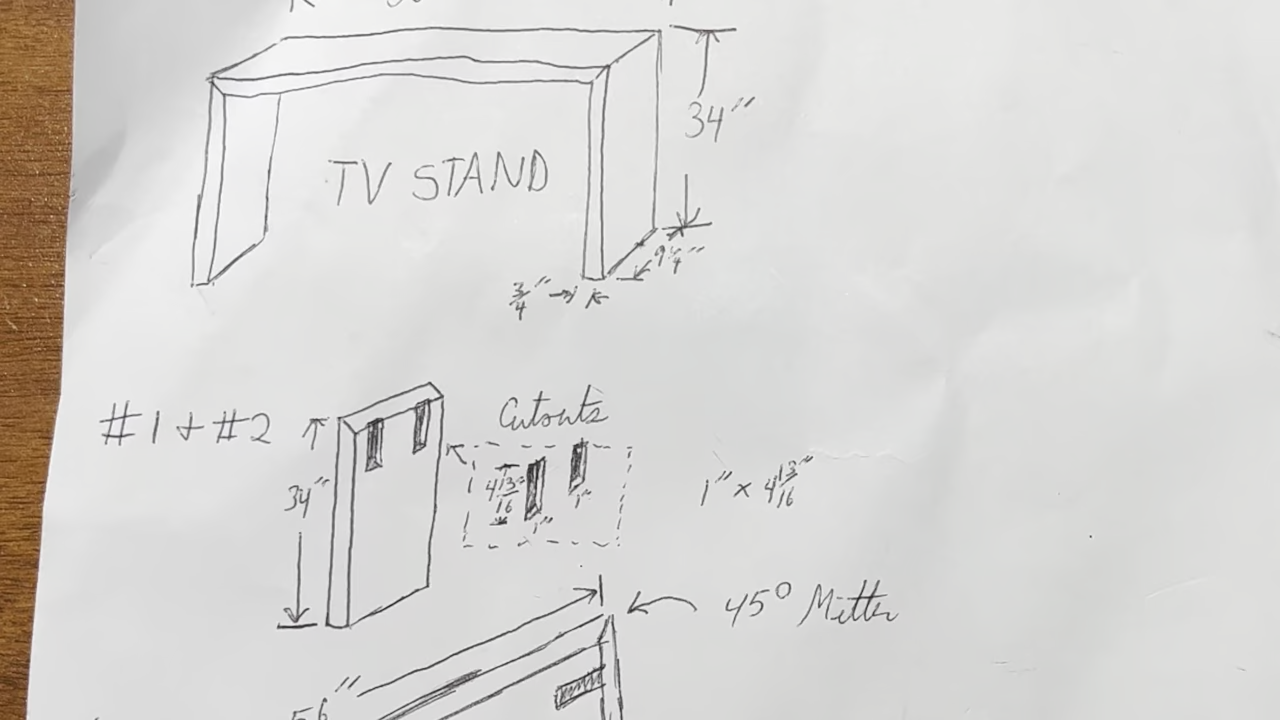 34"
TV STAND
9 1/4"
3/4"
Cutouts
#1 + #2
34"
4 13/16"
1"
1"
1" x 4 13/16"
45° Mitter
56"